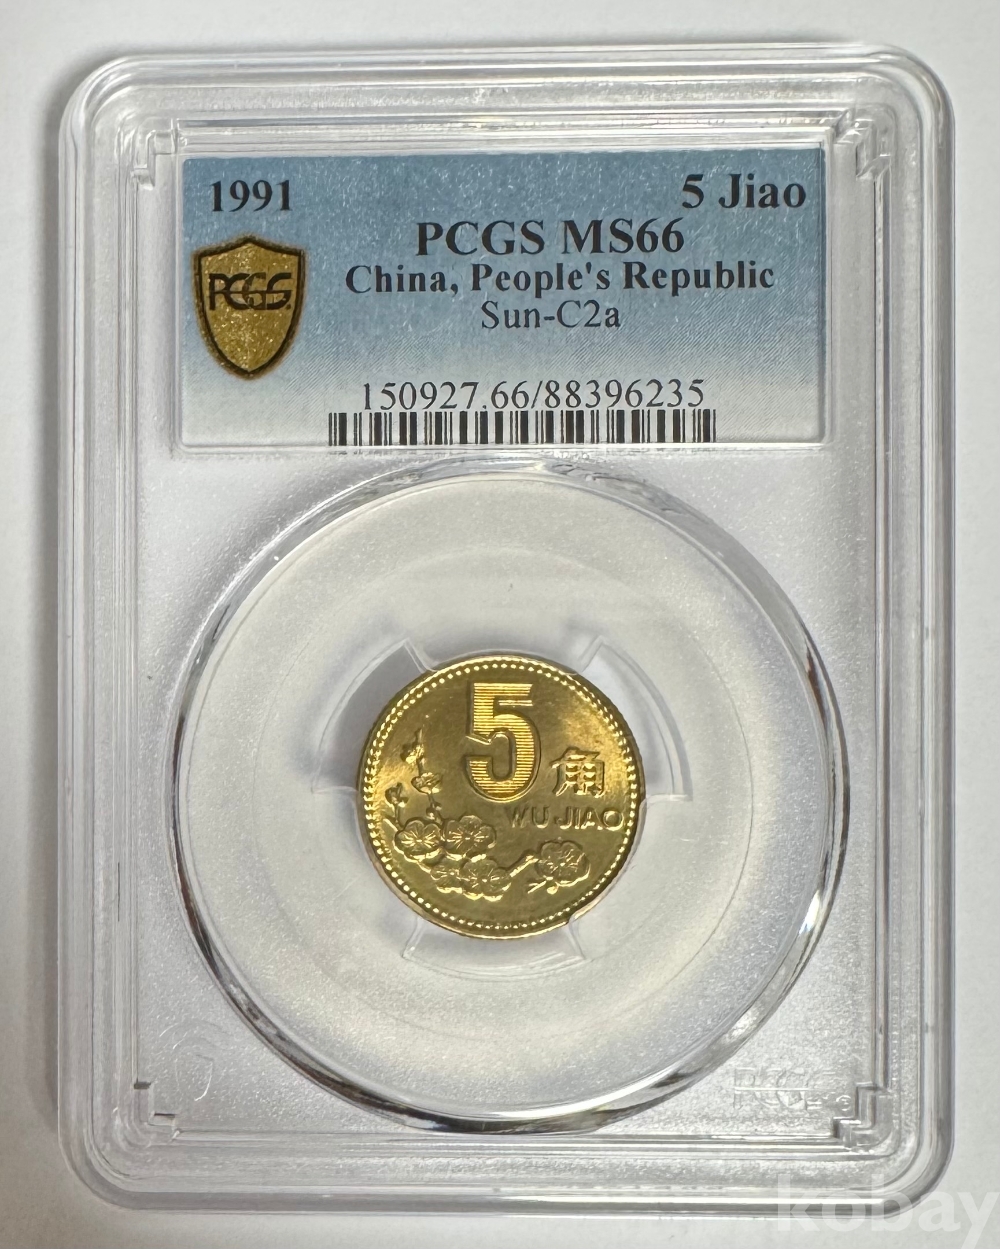 1991
5 Jiao
PCGS MS66
China, People's Republic
Sun-C2a
PCGS
150927.66/88396235
5角
WU JIAO
PCGS
kobay